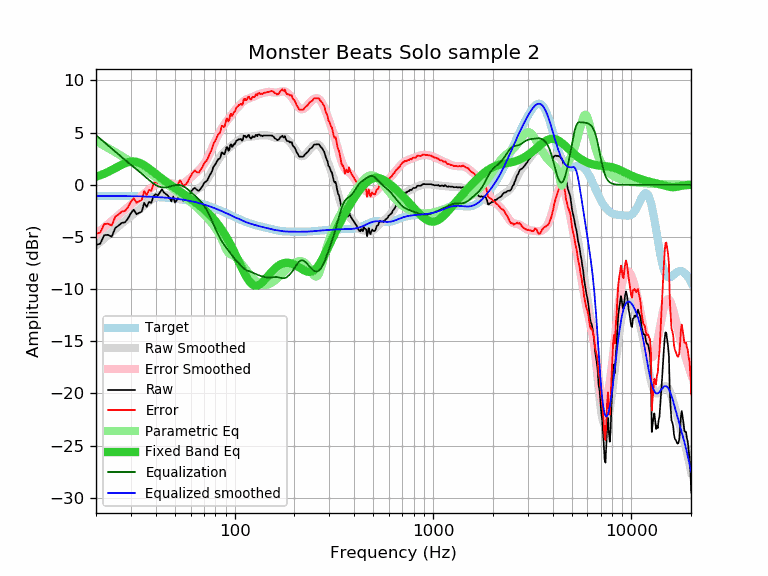 Monster Beats Solo sample 2
Amplitude (dBr)
10
5
0
−5
−10
−15
−20
−25
−30
Target
Raw Smoothed
Error Smoothed
Raw
Error
Parametric Eq
Fixed Band Eq
Equalization
Equalized smoothed
100
1000
10000
Frequency (Hz)